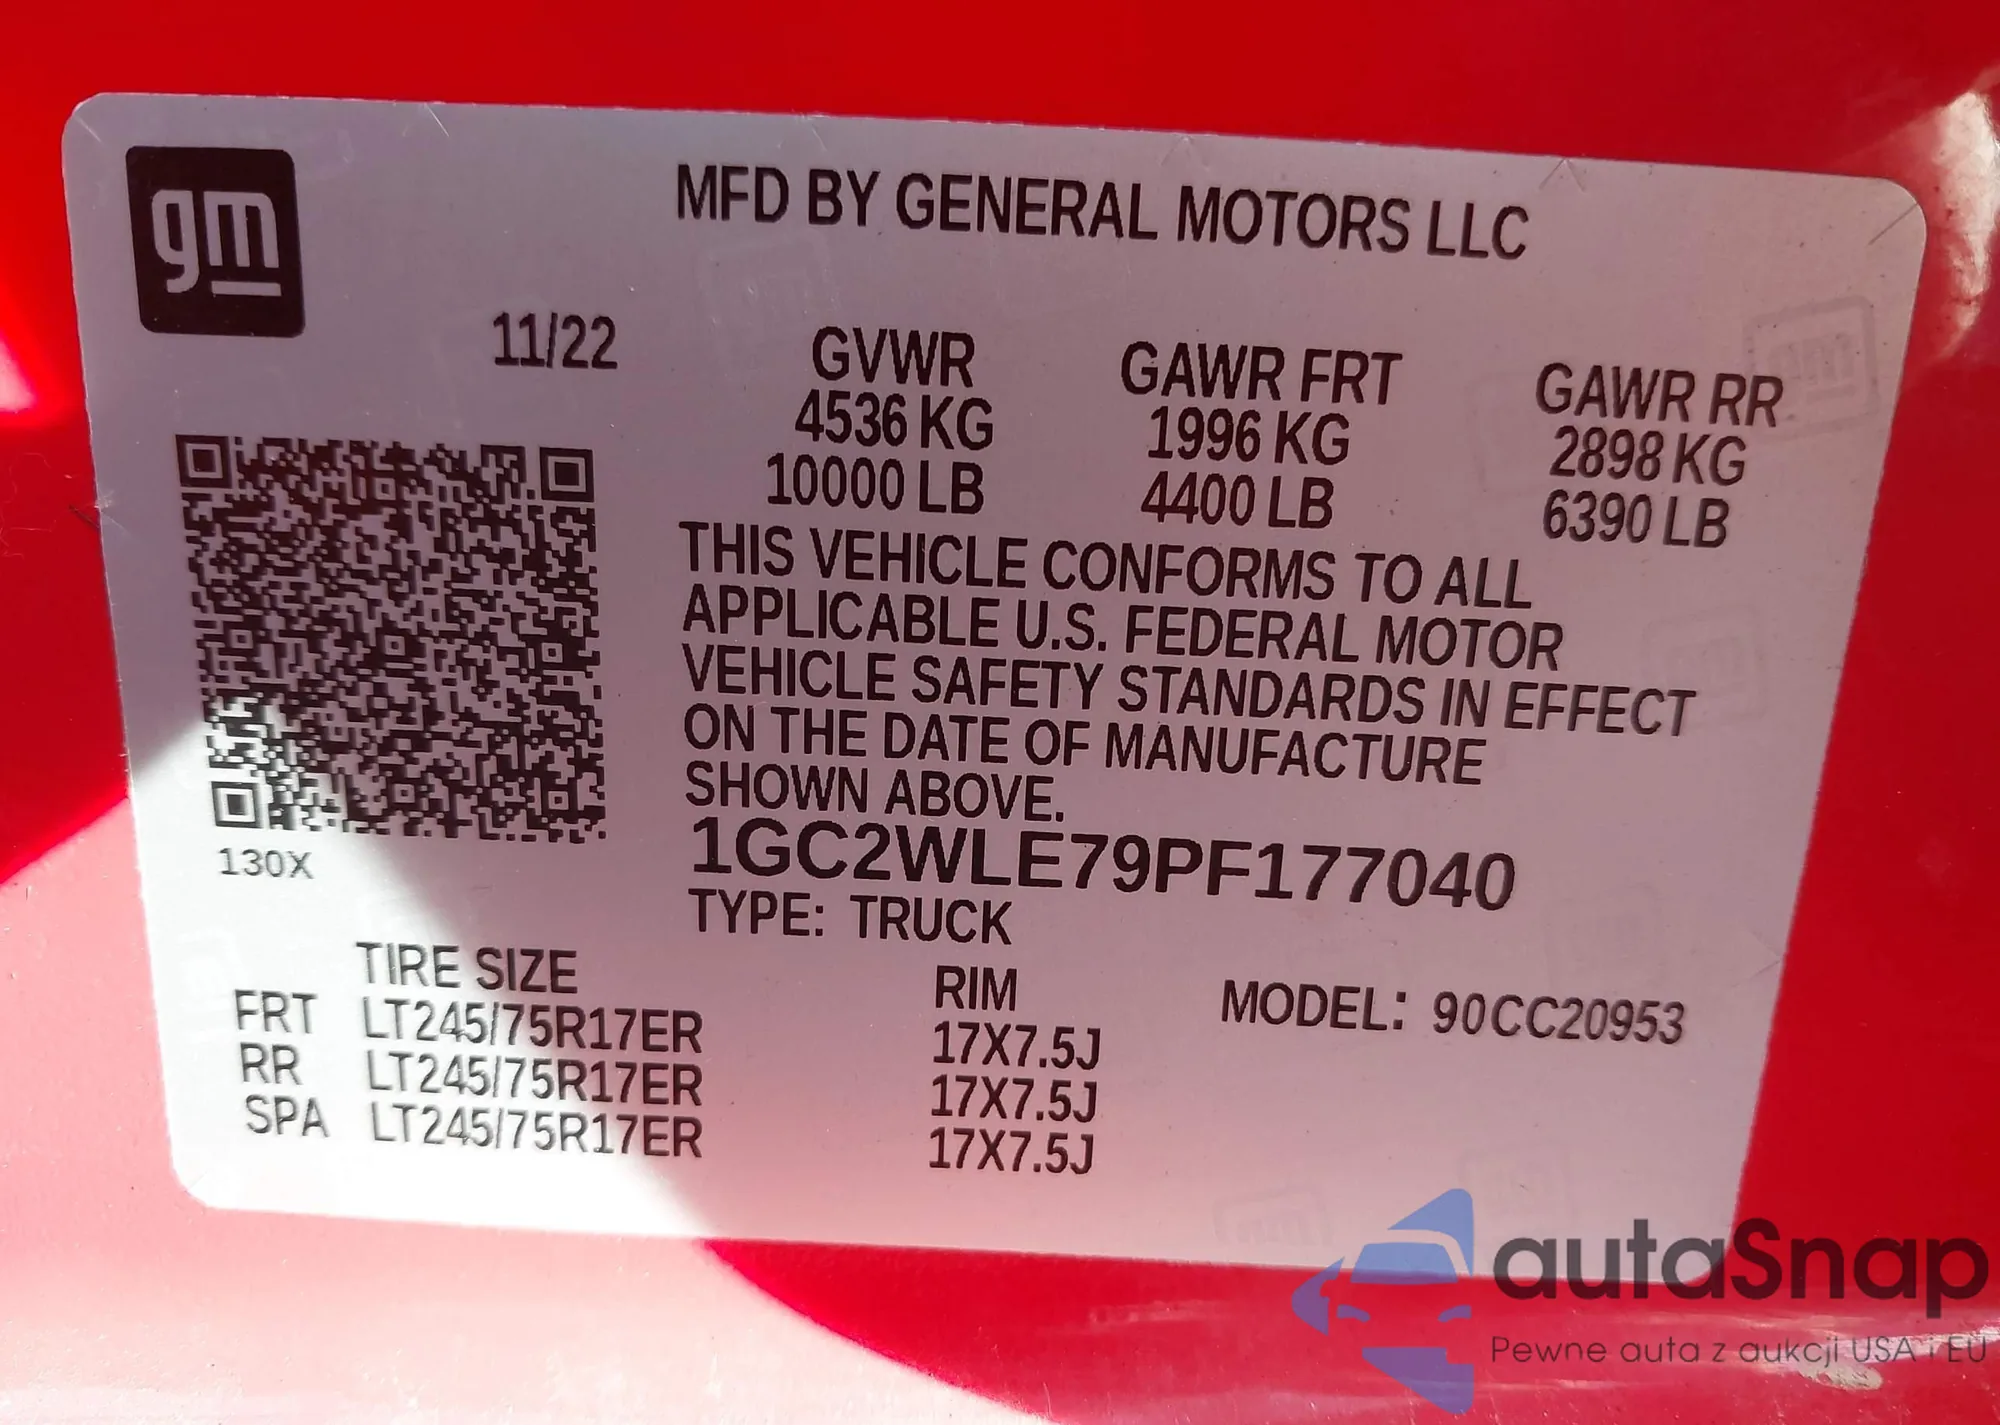 gm
MFD BY GENERAL MOTORS LLC
11/22
GVWR GAWR FRT GAWR RR
4536 KG 1996 KG 2898 KG
10000 LB 4400 LB 6390 LB
THIS VEHICLE CONFORMS TO ALL
APPLICABLE U.S. FEDERAL MOTOR
VEHICLE SAFETY STANDARDS IN EFFECT
ON THE DATE OF MANUFACTURE
SHOWN ABOVE.
130X
1GC2WLE79PF177040
TYPE: TRUCK
TIRE SIZE RIM MODEL: 90CC20953
FRT LT245/75R17ER 17X7.5J
RR LT245/75R17ER 17X7.5J
SPA LT245/75R17ER 17X7.5J
autaSnap
Pewne auta z aukcji USA i EU